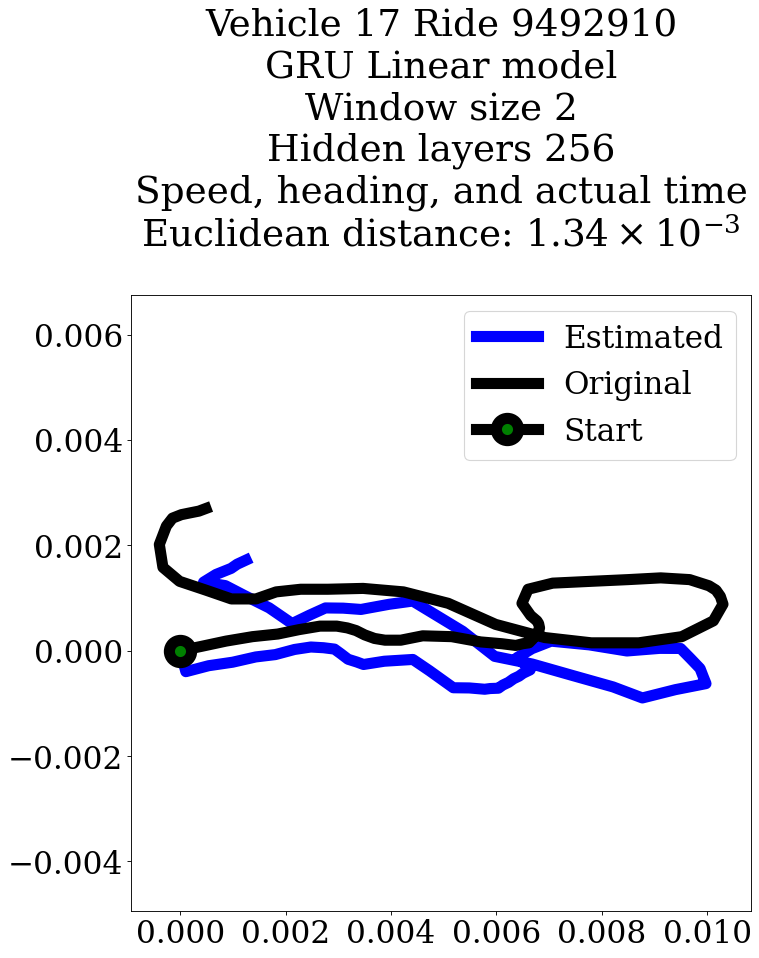 Vehicle 17 Ride 9492910
GRU Linear model
Window size 2
Hidden layers 256
Speed, heading, and actual time
Euclidean distance: 1.34 × 10⁻³
Estimated
Original
Start
0.006
0.004
0.002
0.000
−0.002
−0.004
0.000 0.002 0.004 0.006 0.008 0.010